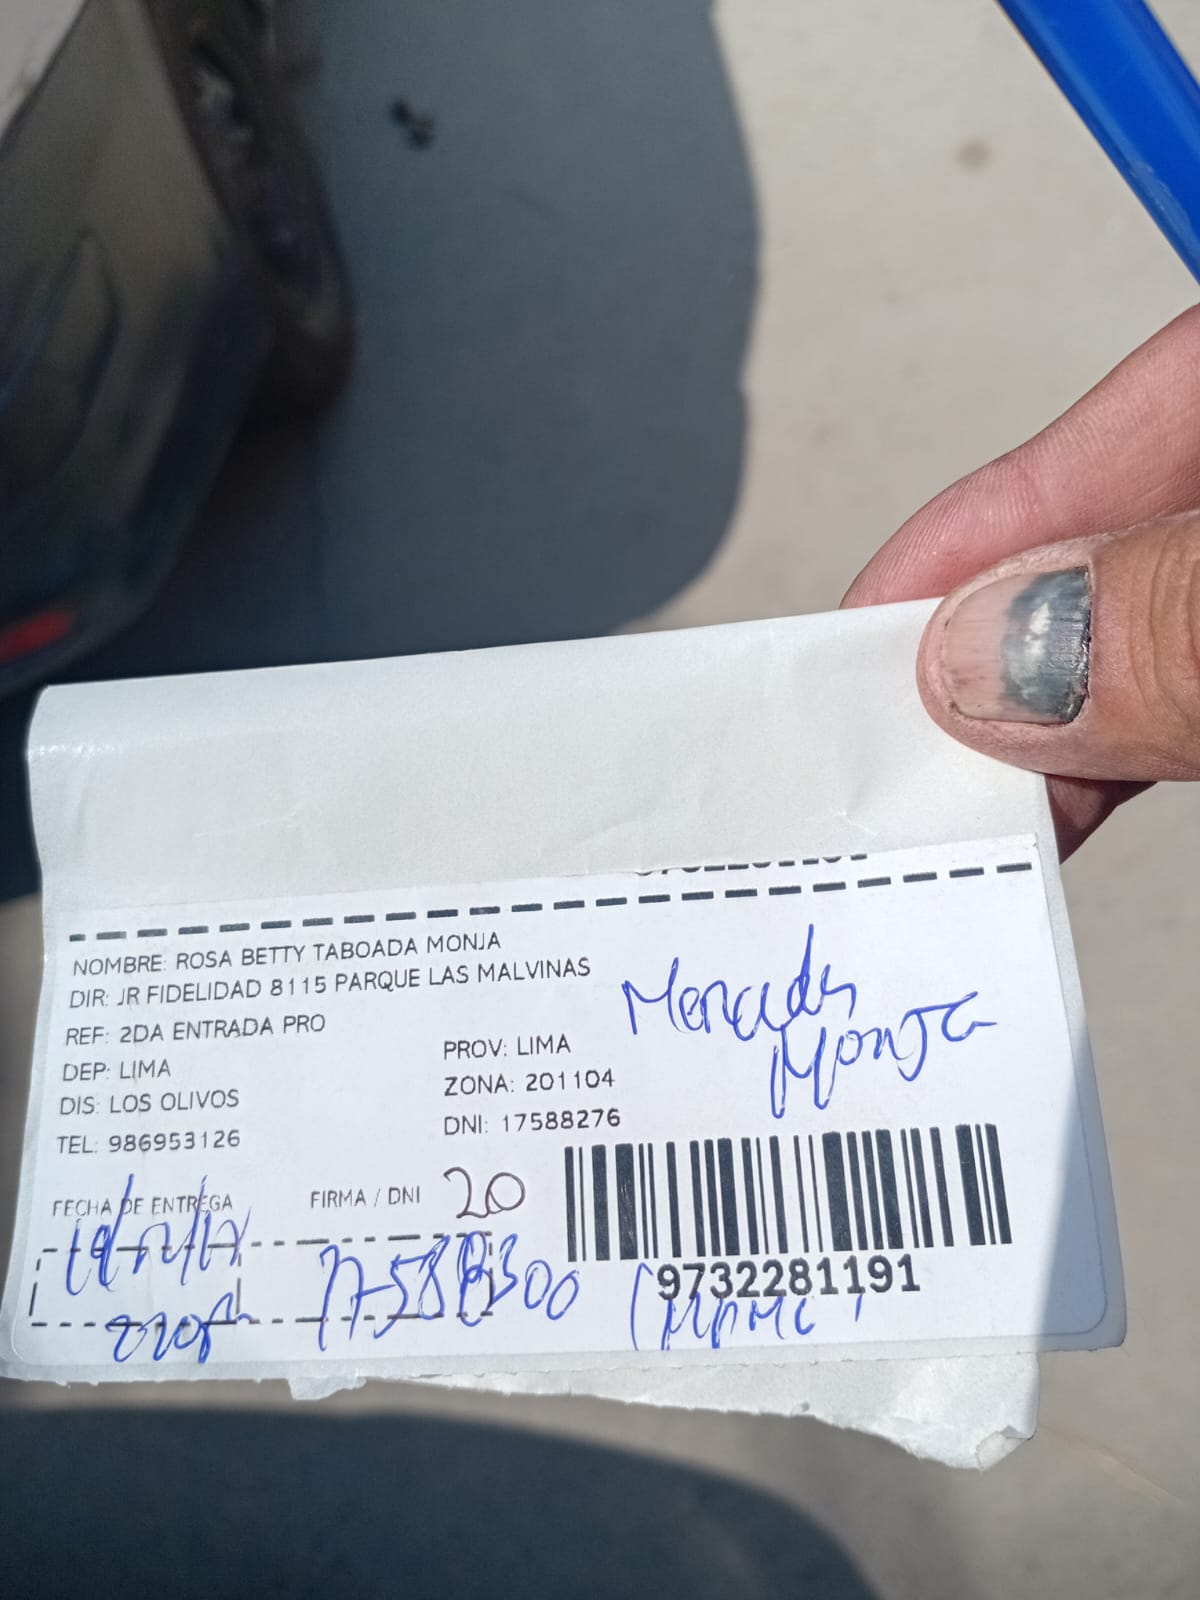 NOMBRE: ROSA BETTY TABOADA MONJA
DIR: JR FIDELIDAD 8115 PARQUE LAS MALVINAS
REF: 2DA ENTRADA PRO
DEP: LIMA
PROV: LIMA
DIS: LOS OLIVOS
ZONA: 201104
TEL: 986953126
DNI: 17588276
Mercedes
Monja
FECHA DE ENTREGA
FIRMA / DNI
20
9732281191